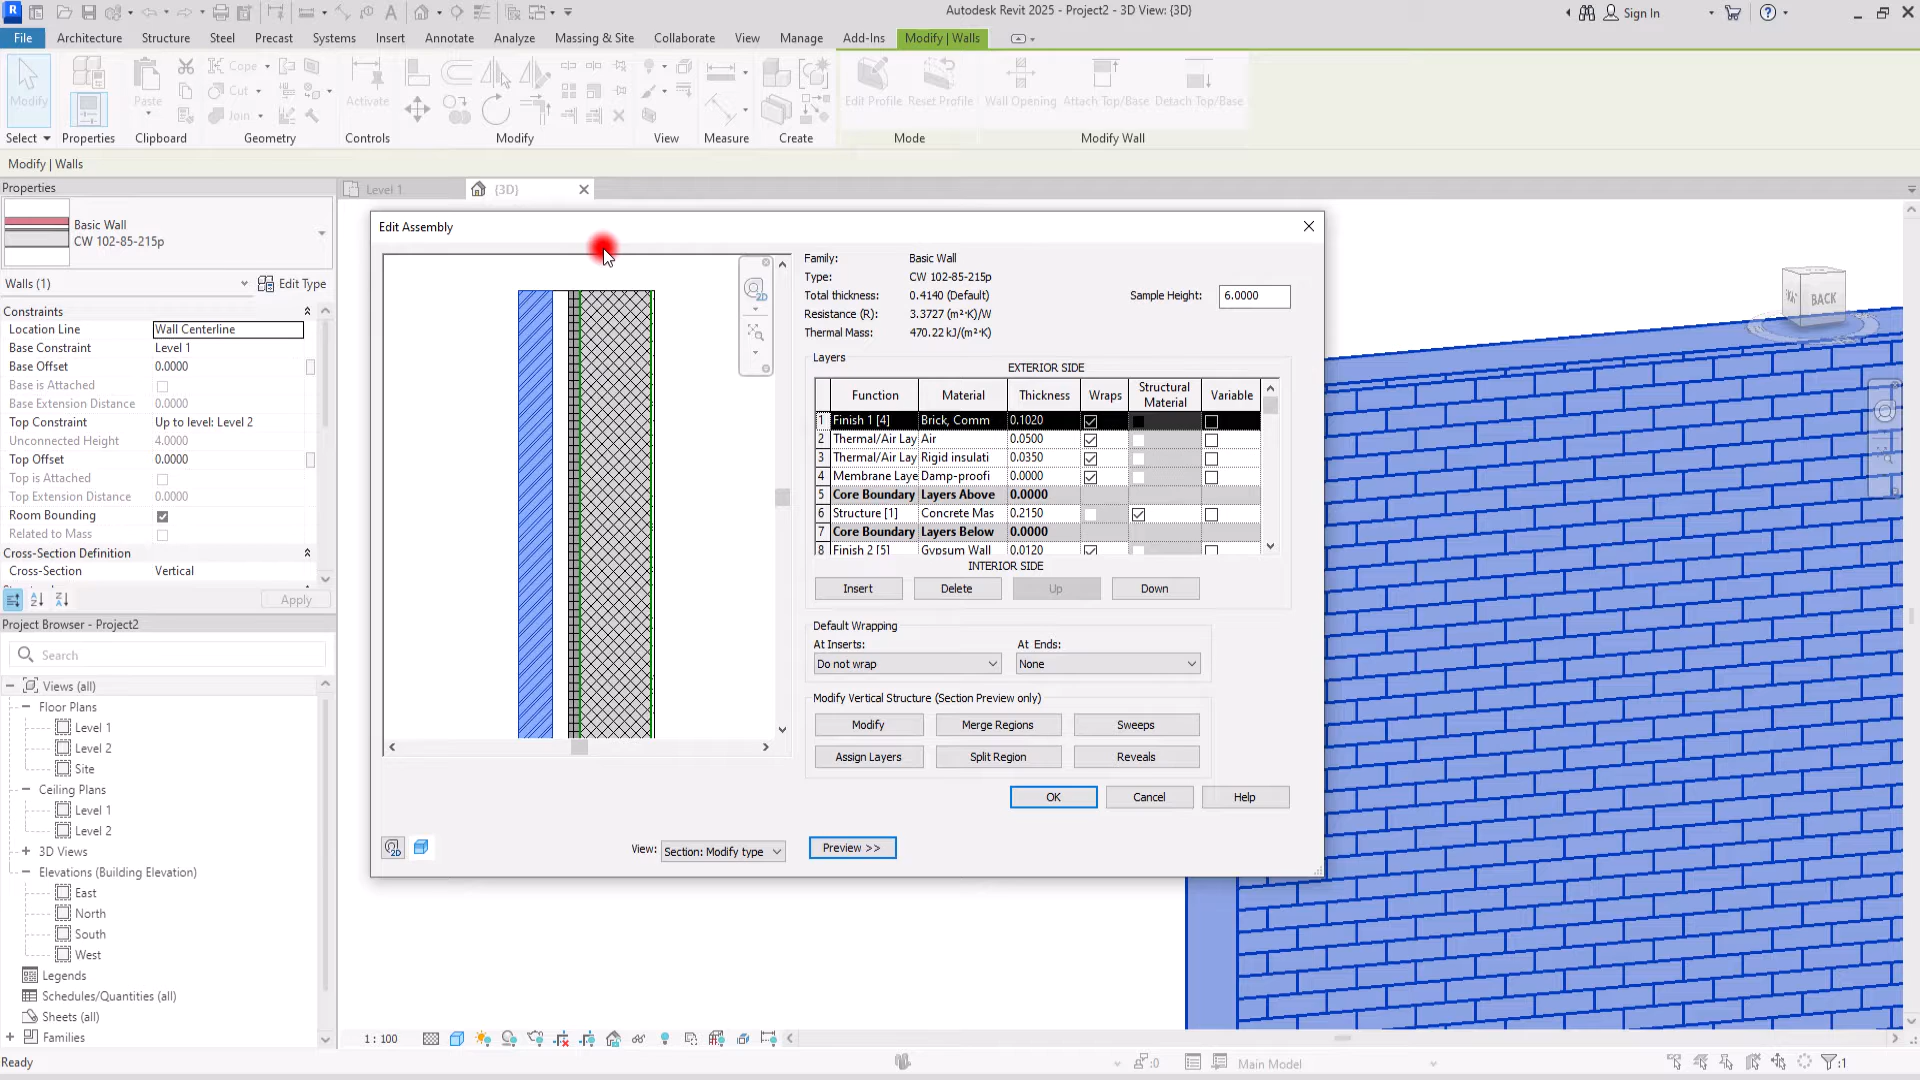 Autodesk Revit 2025 - Project2 - 3D View: {3D}
Sign In
File Architecture Structure Steel Precast Systems Insert Annotate Analyze Massing & Site Collaborate View Manage Add-Ins Modify | Walls
Modify
Properties
Paste
Cope
Cut
Join
Activate
Edit Profile Reset Profile Wall Opening Attach Top/Base Detach Top/Base
Select Properties Clipboard Geometry Controls Modify View Measure Create Mode Modify Wall
Modify | Walls
Properties
Level 1
{3D}
Basic Wall
CW 102-85-215p
Walls (1)
Edit Type
Constraints
Location Line Wall Centerline
Base Constraint Level 1
Base Offset 0.0000
Base is Attached
Base Extension Distance 0.0000
Top Constraint Up to level: Level 2
Unconnected Height 4.0000
Top Offset 0.0000
Top is Attached
Top Extension Distance 0.0000
Room Bounding
Related to Mass
Cross-Section Definition
Cross-Section Vertical
Apply
Project Browser - Project2
Search
Views (all)
Floor Plans
Level 1
Level 2
Site
Ceiling Plans
Level 1
Level 2
3D Views
Elevations (Building Elevation)
East
North
South
West
Legends
Schedules/Quantities (all)
Sheets (all)
Families
Ready
Edit Assembly
2D
Family: Basic Wall
Type: CW 102-85-215p
Total thickness: 0.4140 (Default)
Resistance (R): 3.3727 (m²·K)/W
Thermal Mass: 470.22 kJ/(m²·K)
Sample Height: 6.0000
Layers
EXTERIOR SIDE
Function Material Thickness Wraps Structural Material Variable
1 Finish 1 [4] Brick, Comm 0.1020
2 Thermal/Air Lay Air 0.0500
3 Thermal/Air Lay Rigid insulati 0.0350
4 Membrane Laye Damp-proofi 0.0000
5 Core Boundary Layers Above 0.0000
6 Structure [1] Concrete Mas 0.2150
7 Core Boundary Layers Below 0.0000
8 Finish 2 [5] Gypsum Wall 0.0120
INTERIOR SIDE
Insert Delete Up Down
Default Wrapping
At Inserts: At Ends:
Do not wrap None
Modify Vertical Structure (Section Preview only)
Modify Merge Regions Sweeps
Assign Layers Split Region Reveals
OK Cancel Help
2D
View: Section: Modify type Preview >>
BACK
1 : 100
:0
Main Model
:1